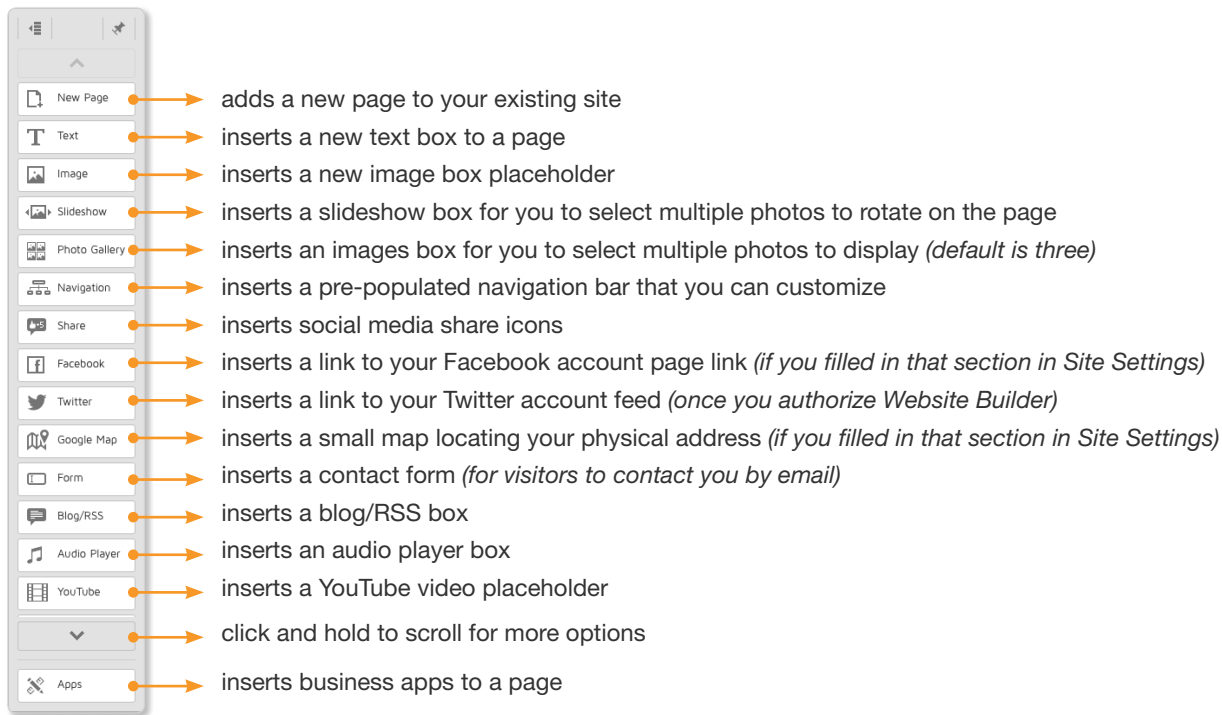 New Page adds a new page to your existing site
Text inserts a new text box to a page
Image inserts a new image box placeholder
Slideshow inserts a slideshow box for you to select multiple photos to rotate on the page
Photo Gallery inserts an images box for you to select multiple photos to display (default is three)
Navigation inserts a pre-populated navigation bar that you can customize
Share inserts social media share icons
Facebook inserts a link to your Facebook account page link (if you filled in that section in Site Settings)
Twitter inserts a link to your Twitter account feed (once you authorize Website Builder)
Google Map inserts a small map locating your physical address (if you filled in that section in Site Settings)
Form inserts a contact form (for visitors to contact you by email)
Blog/RSS inserts a blog/RSS box
Audio Player inserts an audio player box
YouTube inserts a YouTube video placeholder
click and hold to scroll for more options
Apps inserts business apps to a page